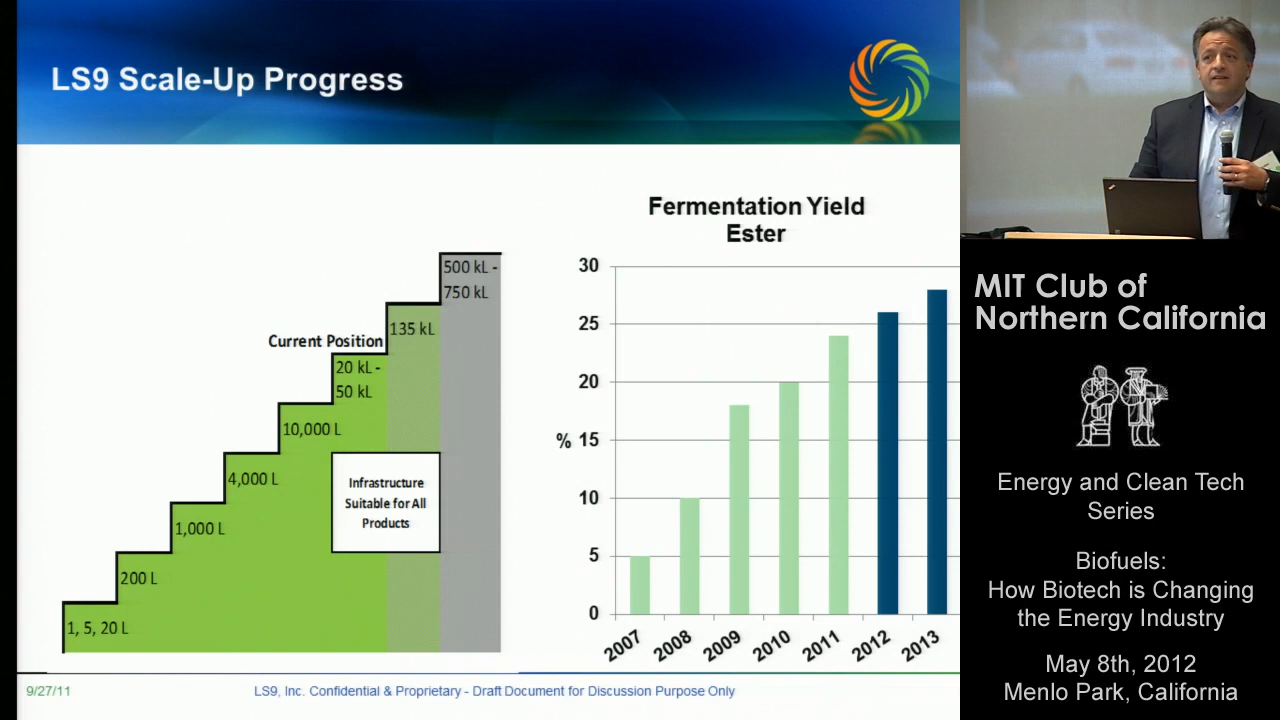 LS9 Scale-Up Progress
Current Position
500 kL -
750 kL
135 kL
20 kL -
50 kL
10,000 L
4,000 L
1,000 L
200 L
1, 5, 20 L
Infrastructure
Suitable for All
Products
Fermentation Yield
Ester
%
30
25
20
15
10
5
0
2007
2008
2009
2010
2011
2012
2013
9/27/11
LS9, Inc. Confidential & Proprietary - Draft Document for Discussion Purpose Only
MIT Club of
Northern California
Energy and Clean Tech
Series
Biofuels:
How Biotech is Changing
the Energy Industry
May 8th, 2012
Menlo Park, California